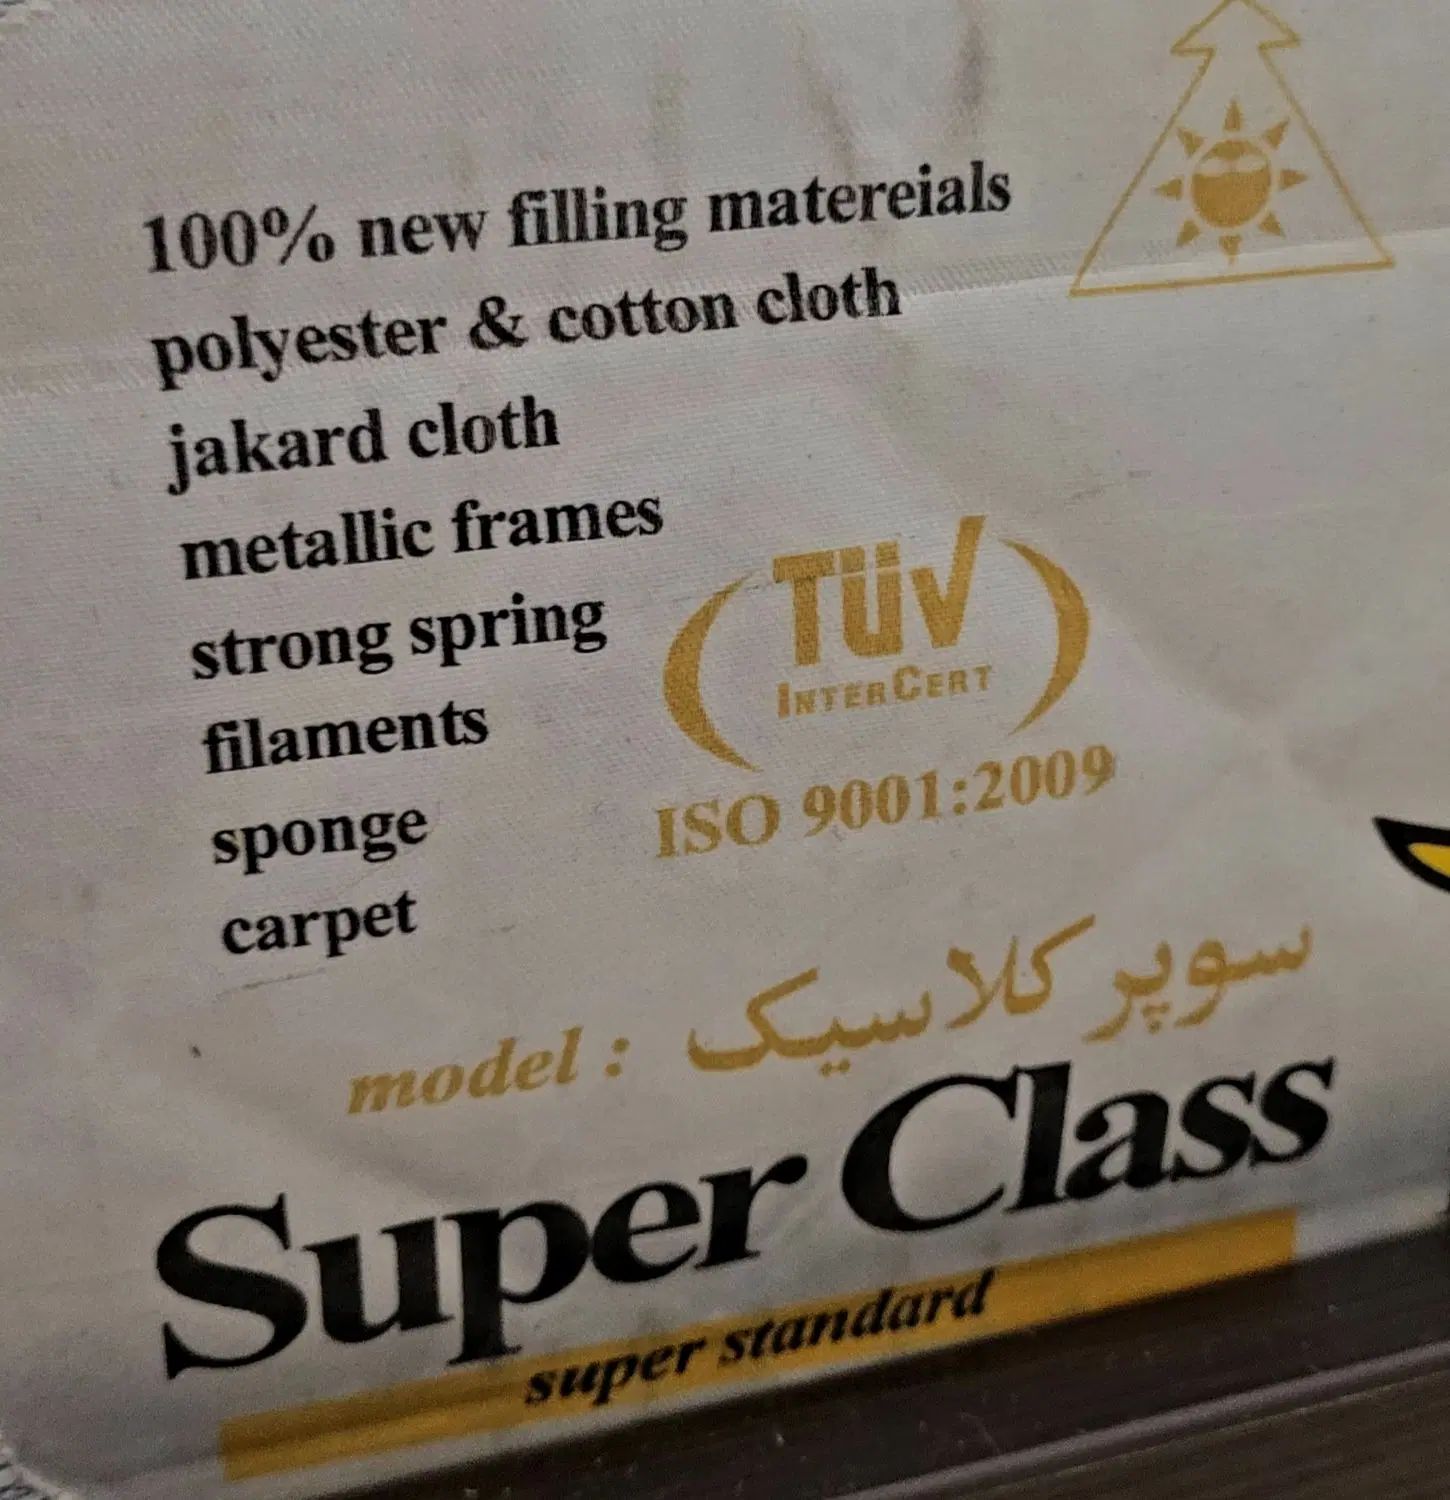 100% new filling matereials
polyester & cotton cloth
jakard cloth
metallic frames
strong spring
filaments
sponge
carpet
TÜV
INTERCERT
ISO 9001:2009
model : سوپر کلاسیک
Super Class
super standard